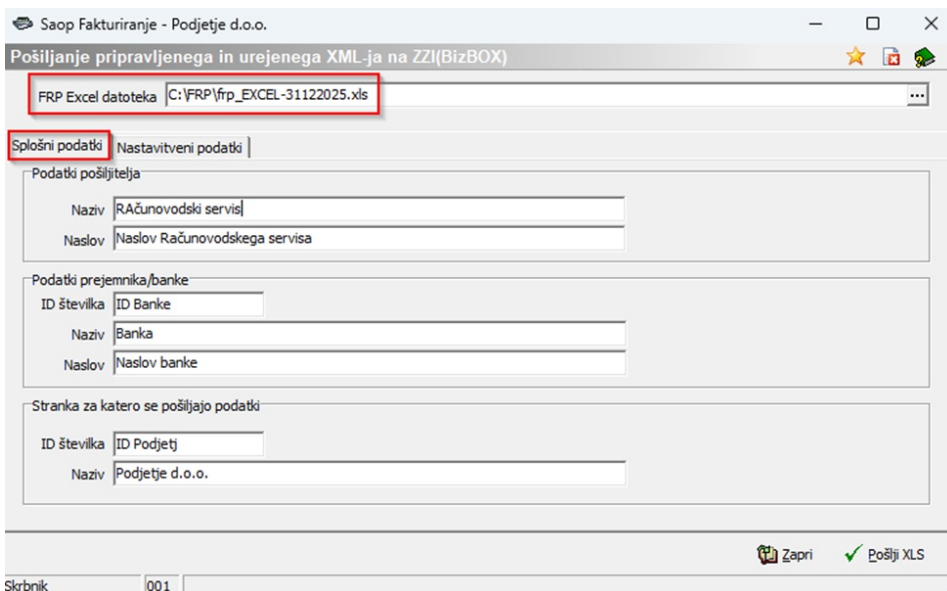 Saop Fakturiranje - Podjetje d.o.o.
Pošiljanje pripravljenega in urejenega XML-ja na ZZI(BizBOX)
FRP Excel datoteka C:\FRP\frp_EXCEL-31122025.xls ...
Splošni podatki Nastavitveni podatki
Podatki pošiljitelja
Naziv RAčunovodski servis
Naslov Naslov Računovodskega servisa
Podatki prejemnika/banke
ID številka ID Banke
Naziv Banka
Naslov Naslov banke
Stranka za katero se pošiljajo podatki
ID številka ID Podjetj
Naziv Podjetje d.o.o.
Zapri Pošlji XLS
Skrbnik 001